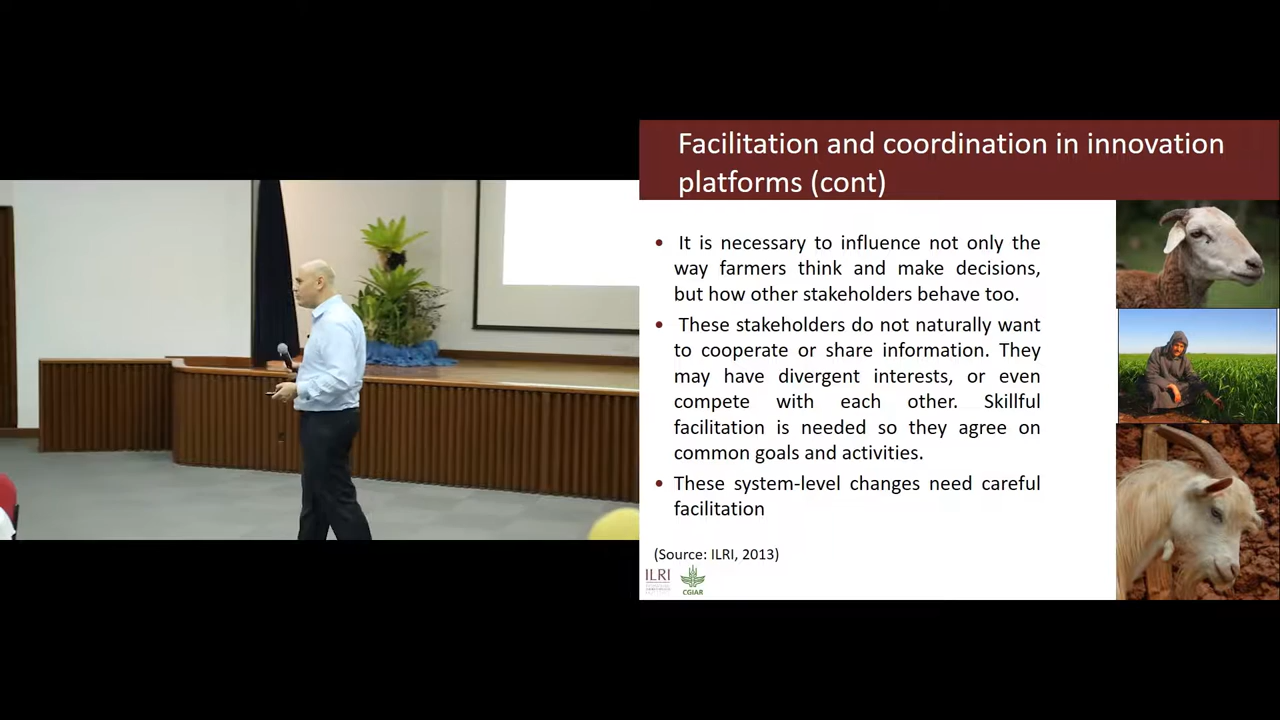 Facilitation and coordination in innovation
platforms (cont)
• It is necessary to influence not only the
way farmers think and make decisions,
but how other stakeholders behave too.
• These stakeholders do not naturally want
to cooperate or share information. They
may have divergent interests, or even
compete with each other. Skillful
facilitation is needed so they agree on
common goals and activities.
• These system-level changes need careful
facilitation
(Source: ILRI, 2013)
ILRI
CGIAR